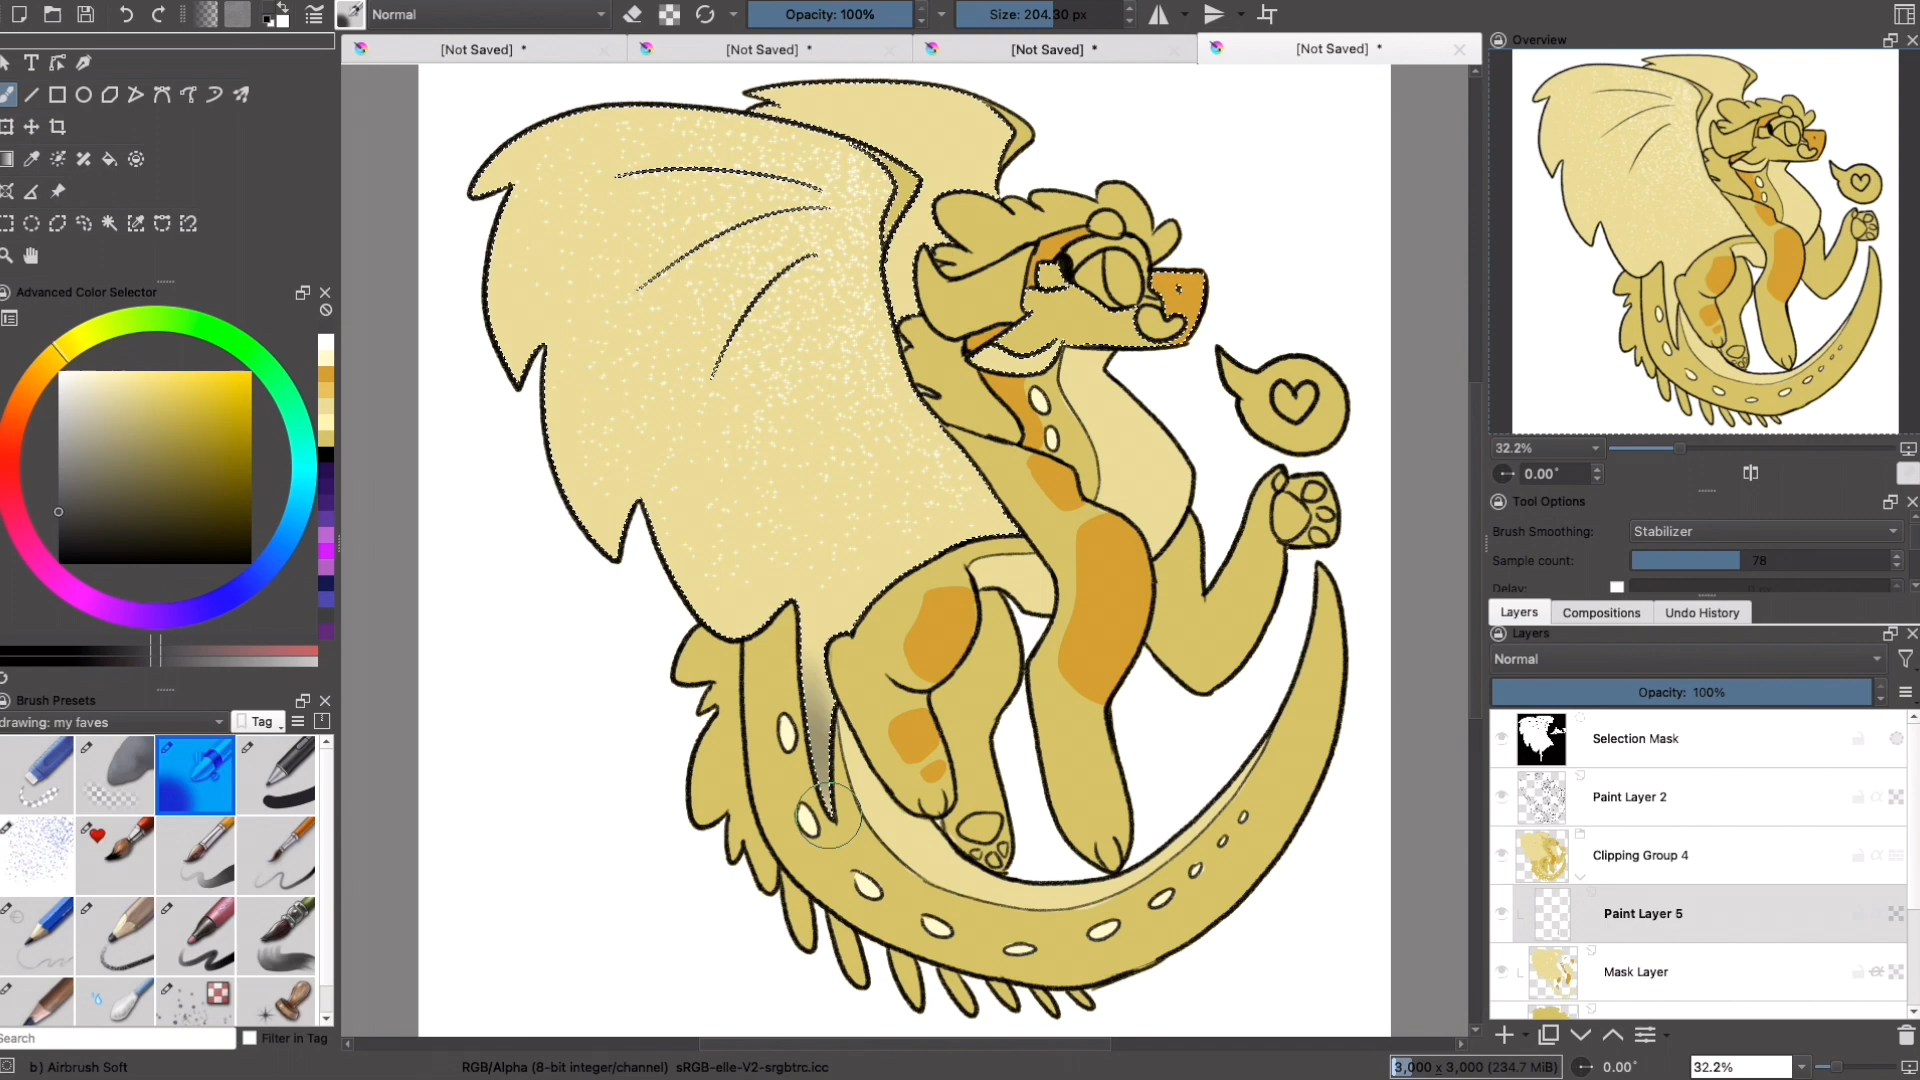 Normal
Opacity: 100%
Size: 204.30 px
[Not Saved] *
[Not Saved] *
[Not Saved] *
[Not Saved] *
Overview
32.2%
0.00°
Tool Options
Brush Smoothing:
Stabilizer
Sample count:
78
Delay:
Layers
Compositions
Undo History
Layers
Normal
Opacity: 100%
Selection Mask
Paint Layer 2
Clipping Group 4
Paint Layer 5
Mask Layer
Advanced Color Selector
Brush Presets
drawing: my faves
Tag
Search
Filter in Tag
b) Airbrush Soft
RGB/Alpha (8-bit integer/channel) sRGB-elle-V2-srgbtrc.icc
3,000 x 3,000 (234.7 MiB)
0.00°
32.2%